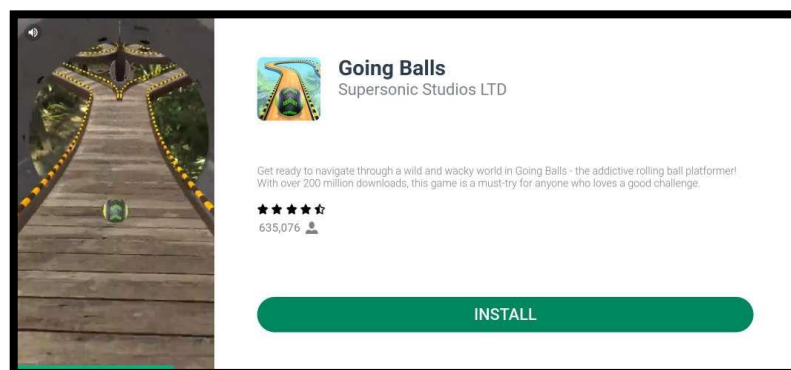 Going Balls
Supersonic Studios LTD
Get ready to navigate through a wild and wacky world in Going Balls - the addictive rolling ball platformer!
With over 200 million downloads, this game is a must-try for anyone who loves a good challenge.
635,076
INSTALL